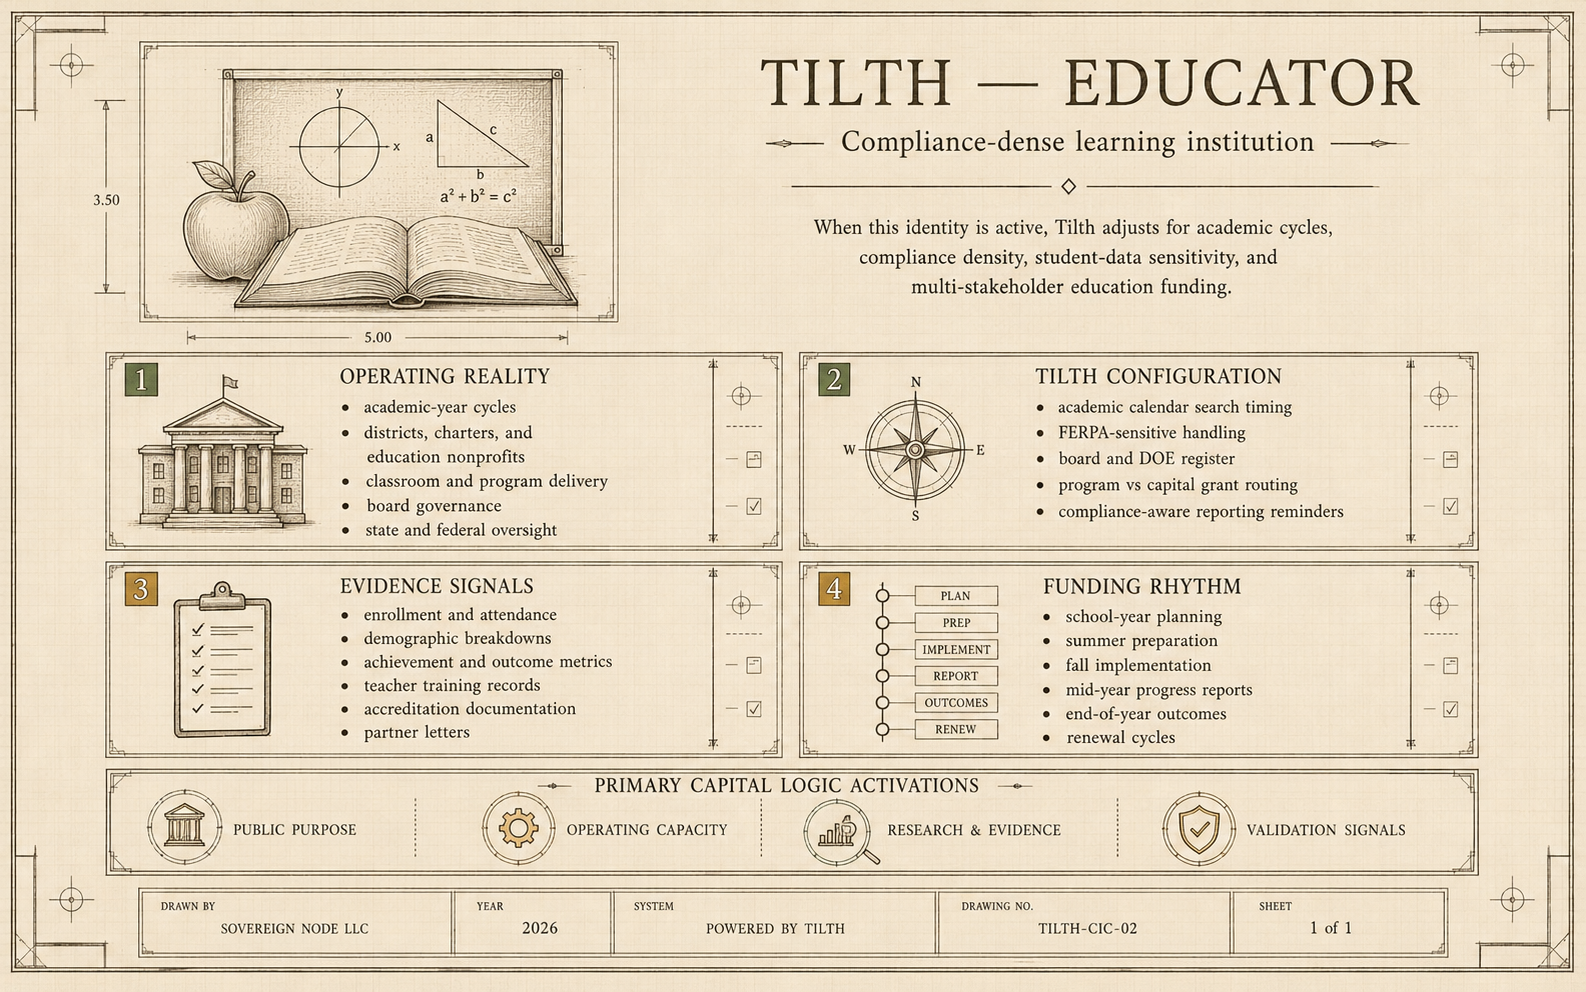 TILTH — EDUCATOR
Compliance-dense learning institution
When this identity is active, Tilth adjusts for academic cycles,
compliance density, student-data sensitivity, and
multi-stakeholder education funding.
y
x
a
c
b
a² + b² = c²
3.50
5.00
1
OPERATING REALITY
• academic-year cycles
• districts, charters, and
education nonprofits
• classroom and program delivery
• board governance
• state and federal oversight
2
N
W
E
S
TILTH CONFIGURATION
• academic calendar search timing
• FERPA-sensitive handling
• board and DOE register
• program vs capital grant routing
• compliance-aware reporting reminders
3
EVIDENCE SIGNALS
• enrollment and attendance
• demographic breakdowns
• achievement and outcome metrics
• teacher training records
• accreditation documentation
• partner letters
4
PLAN
PREP
IMPLEMENT
REPORT
OUTCOMES
RENEW
FUNDING RHYTHM
• school-year planning
• summer preparation
• fall implementation
• mid-year progress reports
• end-of-year outcomes
• renewal cycles
PRIMARY CAPITAL LOGIC ACTIVATIONS
PUBLIC PURPOSE
OPERATING CAPACITY
RESEARCH & EVIDENCE
VALIDATION SIGNALS
DRAWN BY
SOVEREIGN NODE LLC
YEAR
2026
SYSTEM
POWERED BY TILTH
DRAWING NO.
TILTH-CIC-02
SHEET
1 of 1